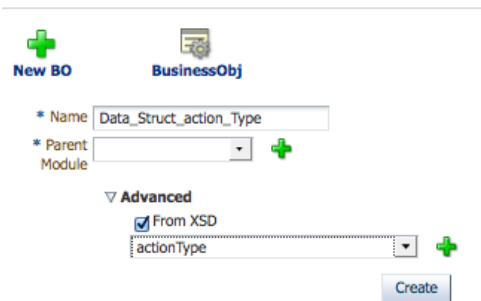 New BO
BusinessObj
* Name Data_Struct_action_Type
* Parent
Module
Advanced
From XSD
actionType
Create